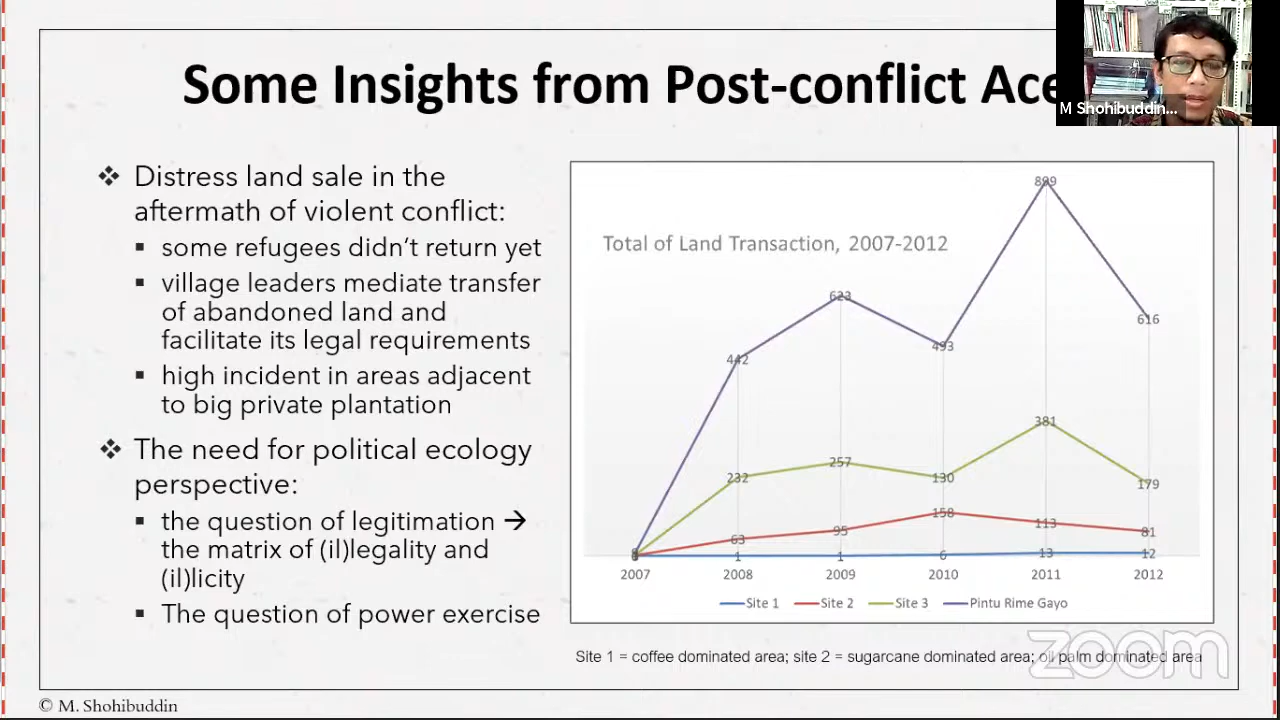 Some Insights from Post-conflict Ace
M Shohibuddin...
❖ Distress land sale in the
aftermath of violent conflict:
▪ some refugees didn't return yet
▪ village leaders mediate transfer
of abandoned land and
facilitate its legal requirements
▪ high incident in areas adjacent
to big private plantation
❖ The need for political ecology
perspective:
▪ the question of legitimation →
the matrix of (il)legality and
(il)licity
▪ The question of power exercise
Total of Land Transaction, 2007-2012
899
623
616
493
442
381
257
232
130
179
158
113
95
81
63
1
1
6
13
12
2007 2008 2009 2010 2011 2012
Site 1 Site 2 Site 3 Pintu Rime Gayo
Site 1 = coffee dominated area; site 2 = sugarcane dominated area; oil palm dominated area
zoom
© M. Shohibuddin